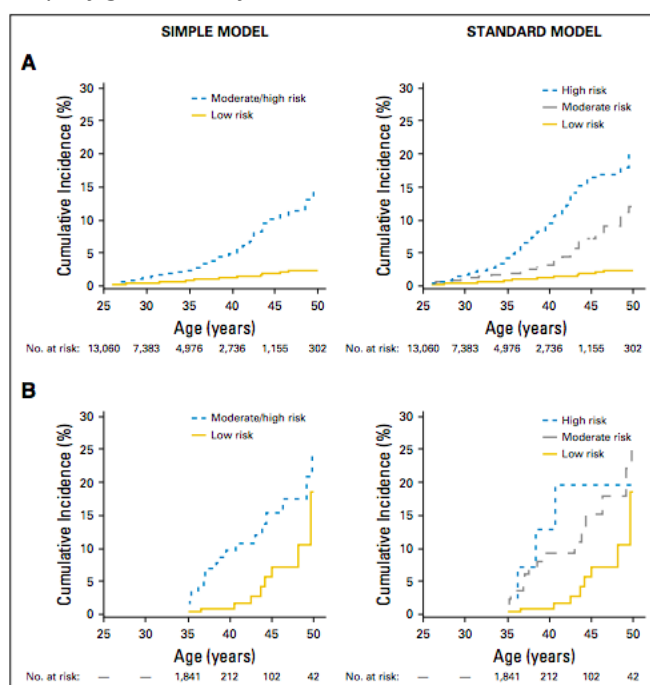 SIMPLE MODEL
STANDARD MODEL
A
Cumulative Incidence (%)
30
25
20
15
10
5
0
Moderate/high risk
Low risk
25 30 35 40 45 50
Age (years)
No. at risk: 13,060 7,383 4,976 2,736 1,155 302
Cumulative Incidence (%)
30
25
20
15
10
5
0
High risk
Moderate risk
Low risk
25 30 35 40 45 50
Age (years)
No. at risk: 13,060 7,383 4,976 2,736 1,155 302
B
Cumulative Incidence (%)
30
25
20
15
10
5
0
Moderate/high risk
Low risk
25 30 35 40 45 50
Age (years)
No. at risk: — — 1,841 212 102 42
Cumulative Incidence (%)
30
25
20
15
10
5
0
High risk
Moderate risk
Low risk
25 30 35 40 45 50
Age (years)
No. at risk: — — 1,841 212 102 42